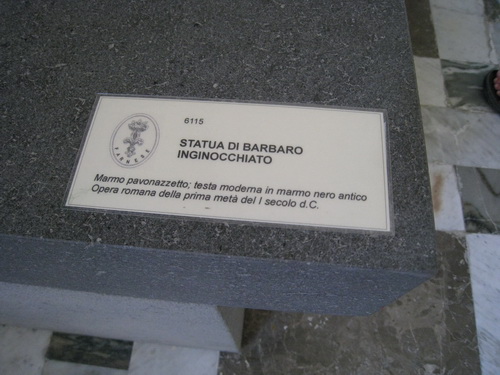 6115
STATUA DI BARBARO
INGINOCCHIATO
FARNESE
Marmo pavonazzetto; testa moderna in marmo nero antico
Opera romana della prima metà del I secolo d.C.